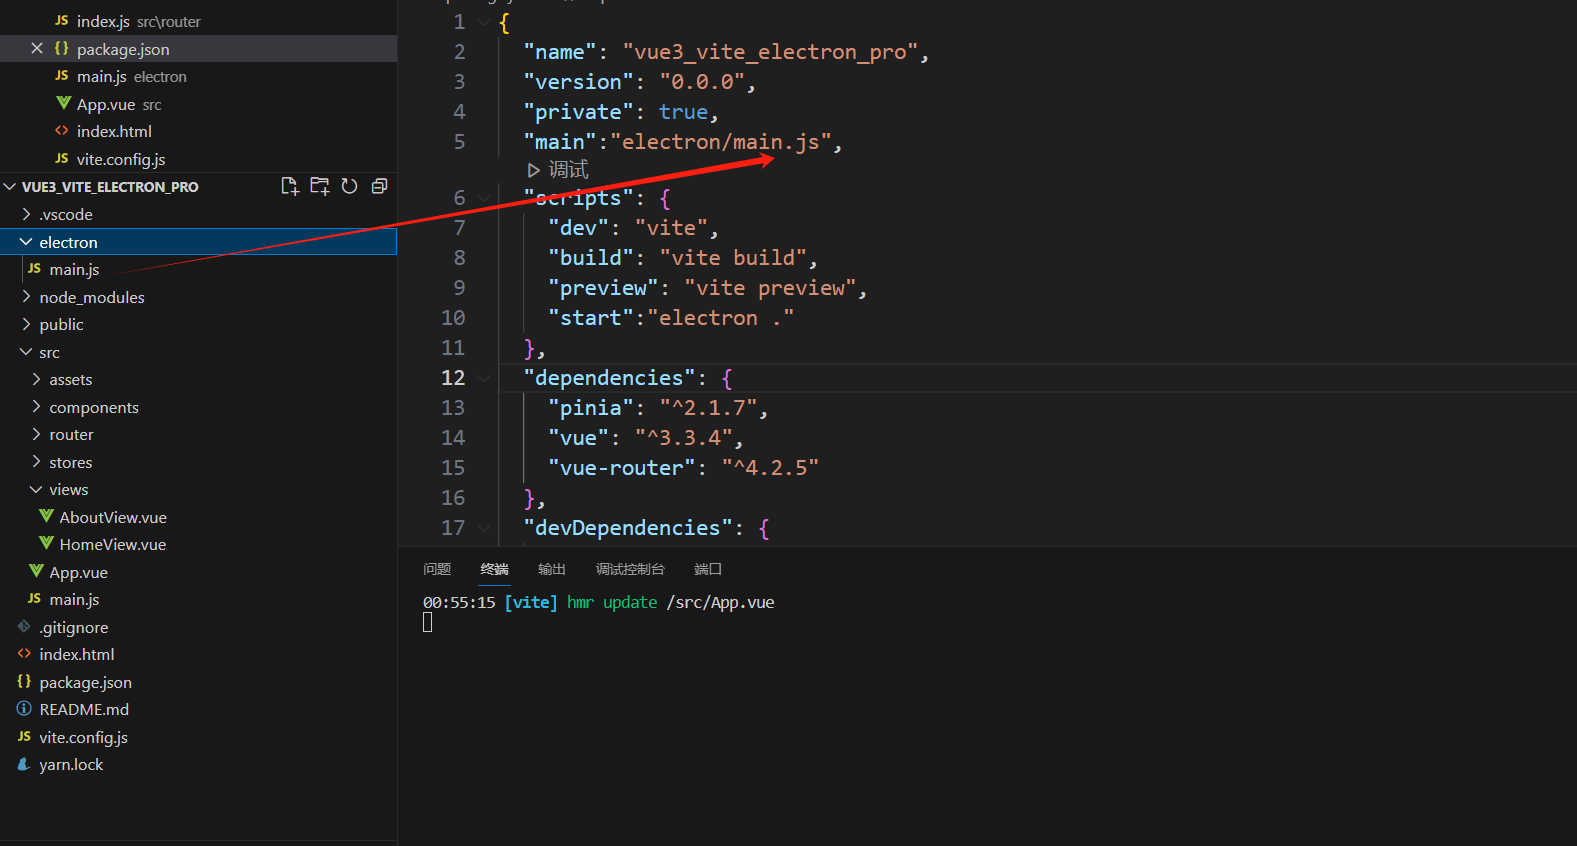 index.js src\router
package.json
main.js electron
App.vue src
index.html
vite.config.js
VUE3_VITE_ELECTRON_PRO
.vscode
electron
main.js
node_modules
public
src
assets
components
router
stores
views
AboutView.vue
HomeView.vue
App.vue
main.js
.gitignore
index.html
package.json
README.md
vite.config.js
yarn.lock
1 {
2 "name": "vue3_vite_electron_pro",
3 "version": "0.0.0",
4 "private": true,
5 "main":"electron/main.js",
调试
6 "scripts": {
7 "dev": "vite",
8 "build": "vite build",
9 "preview": "vite preview",
10 "start":"electron ."
11 },
12 "dependencies": {
13 "pinia": "^2.1.7",
14 "vue": "^3.3.4",
15 "vue-router": "^4.2.5"
16 },
17 "devDependencies": {
问题 终端 输出 调试控制台 端口
00:55:15 [vite] hmr update /src/App.vue